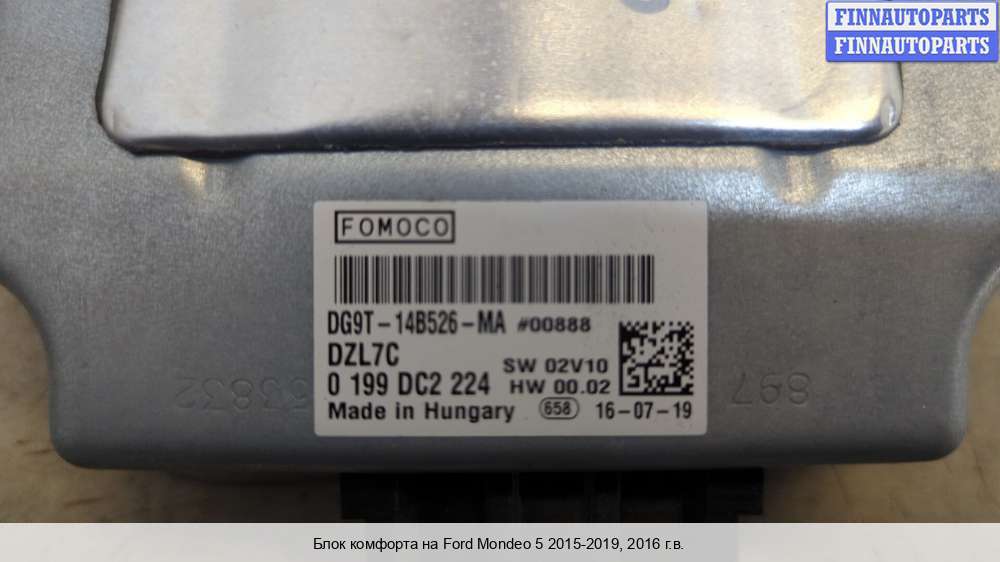 FINNAUTOPARTS
FINNAUTOPARTS
FOMOCO
DG9T-14B526-MA #00888
DZL7C
SW 02V10
0 199 DC2 224 HW 00.02
Made in Hungary 658 16-07-19
897
Блок комфорта на Ford Mondeo 5 2015-2019, 2016 г.в.